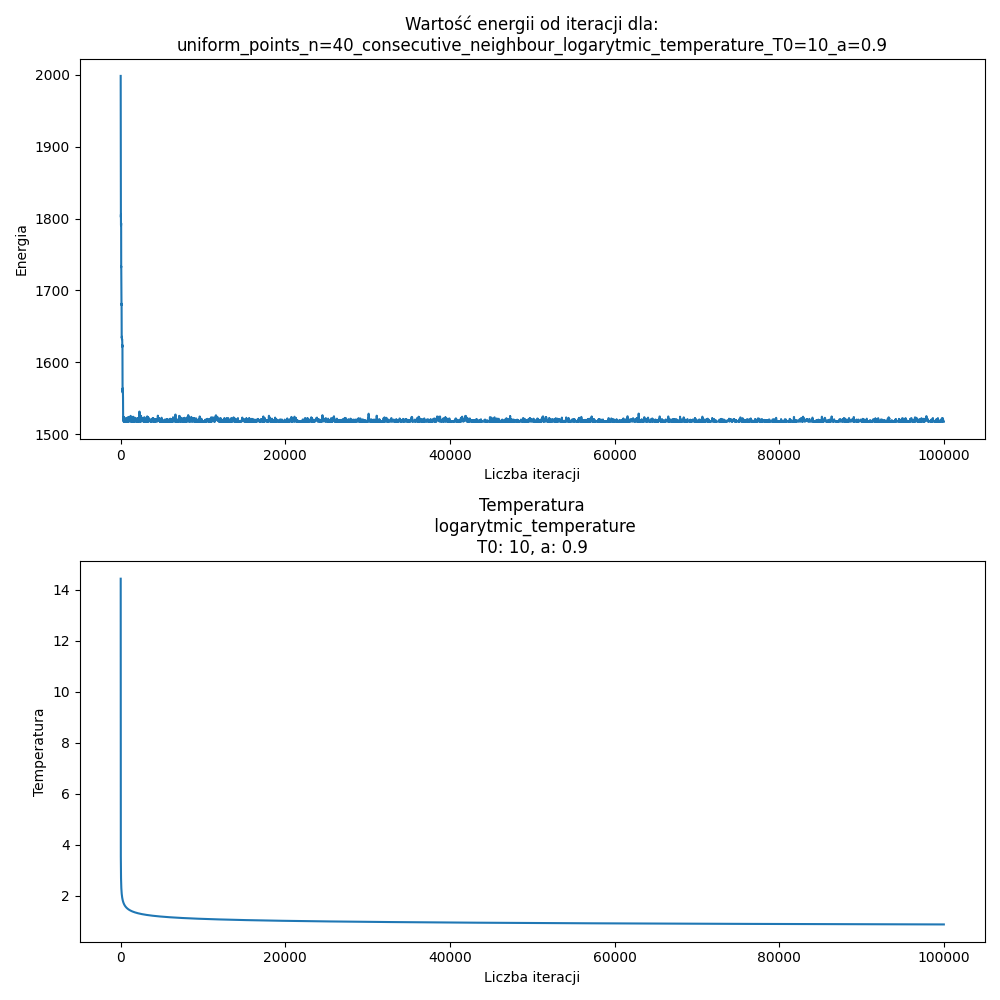 Wartość energii od iteracji dla:
uniform_points_n=40_consecutive_neighbour_logarytmic_temperature_T0=10_a=0.9
2000
1900
1800
1700
1600
1500
Energia
0 20000 40000 60000 80000 100000
Liczba iteracji
Temperatura
logarytmic_temperature
T0: 10, a: 0.9
14
12
10
8
6
4
2
Temperatura
0 20000 40000 60000 80000 100000
Liczba iteracji